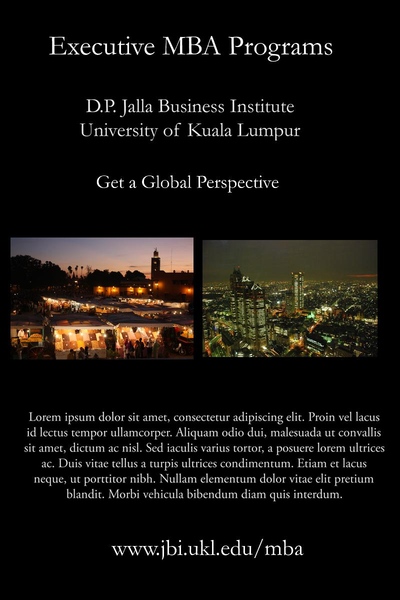 Executive MBA Programs
D.P. Jalla Business Institute
University of Kuala Lumpur
Get a Global Perspective
Lorem ipsum dolor sit amet, consectetur adipiscing elit. Proin vel lacus
id lectus tempor ullamcorper. Aliquam odio dui, malesuada ut convallis
sit amet, dictum ac nisl. Sed iaculis varius tortor, a posuere lorem ultrices
ac. Duis vitae tellus a turpis ultrices condimentum. Etiam et lacus
neque, ut porttitor nibh. Nullam elementum dolor vitae elit pretium
blandit. Morbi vehicula bibendum diam quis interdum.
www.jbi.ukl.edu/mba